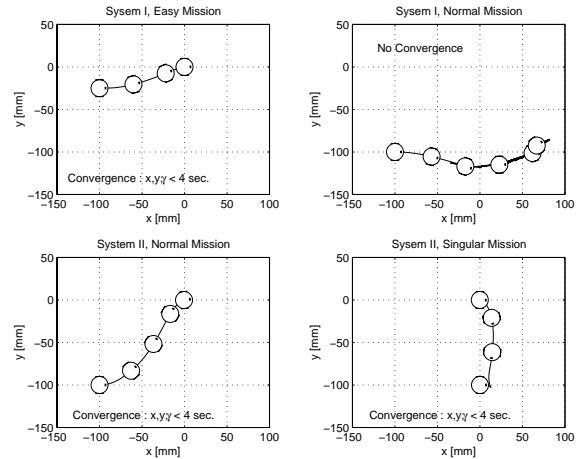 Sysem I, Easy Mission
50
0
−50
−100
−150
y [mm]
Convergence : x,y;γ < 4 sec.
−150 −100 −50 0 50 100
x [mm]
Sysem I, Normal Mission
50
0
−50
−100
−150
y [mm]
No Convergence
−150 −100 −50 0 50 100
x [mm]
System II, Normal Mission
50
0
−50
−100
−150
y [mm]
Convergence : x,y;γ < 4 sec.
−150 −100 −50 0 50 100
x [mm]
Sysem II, Singular Mission
50
0
−50
−100
−150
y [mm]
Convergence : x,y;γ < 4 sec.
−150 −100 −50 0 50 100
x [mm]